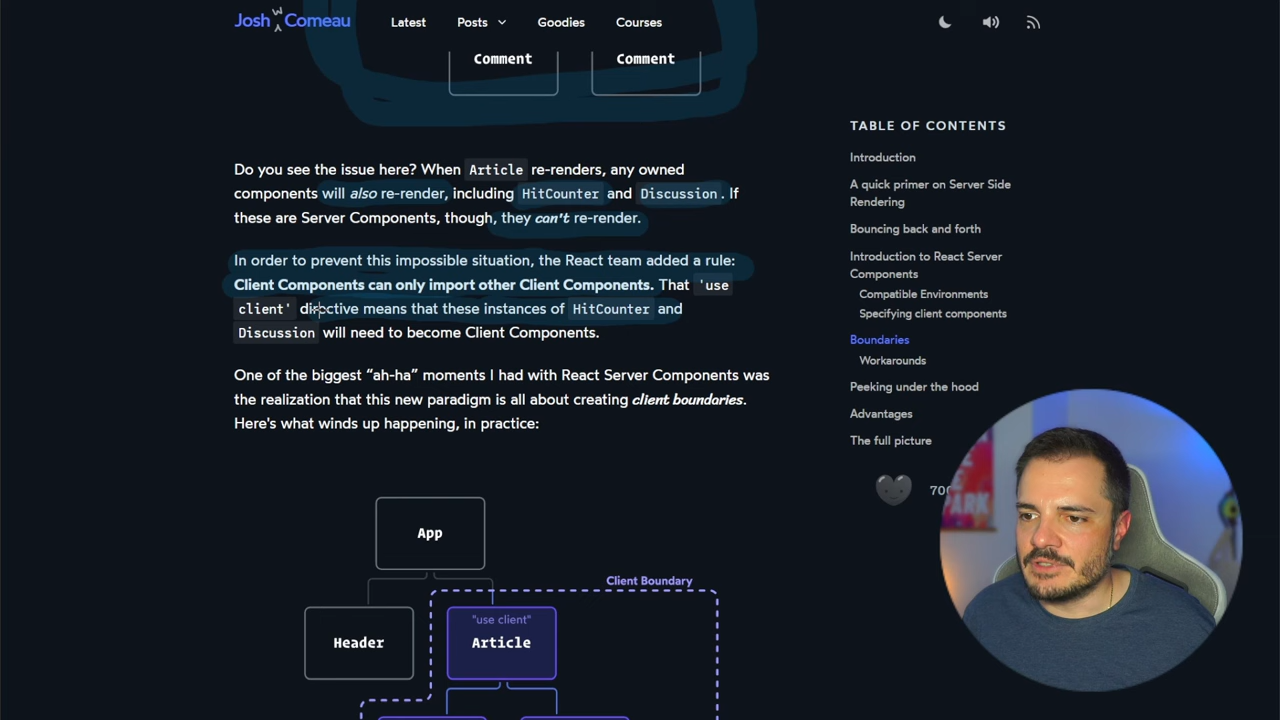 Josh W Comeau
Latest
Posts
Goodies
Courses
Comment
Comment
Do you see the issue here? When Article re-renders, any owned
components will also re-render, including HitCounter and Discussion. If
these are Server Components, though, they can't re-render.
In order to prevent this impossible situation, the React team added a rule:
Client Components can only import other Client Components. That 'use
client' directive means that these instances of HitCounter and
Discussion will need to become Client Components.
One of the biggest “ah-ha” moments I had with React Server Components was
the realization that this new paradigm is all about creating client boundaries.
Here's what winds up happening, in practice:
App
Client Boundary
"use client"
Header
Article
TABLE OF CONTENTS
Introduction
A quick primer on Server Side
Rendering
Bouncing back and forth
Introduction to React Server
Components
Compatible Environments
Specifying client components
Boundaries
Workarounds
Peeking under the hood
Advantages
The full picture